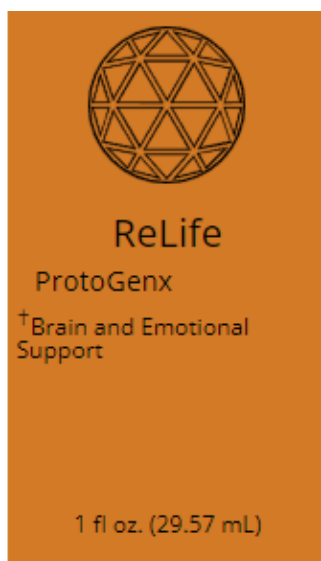 ReLife
ProtoGenx
†Brain and Emotional
Support
1 fl oz. (29.57 mL)